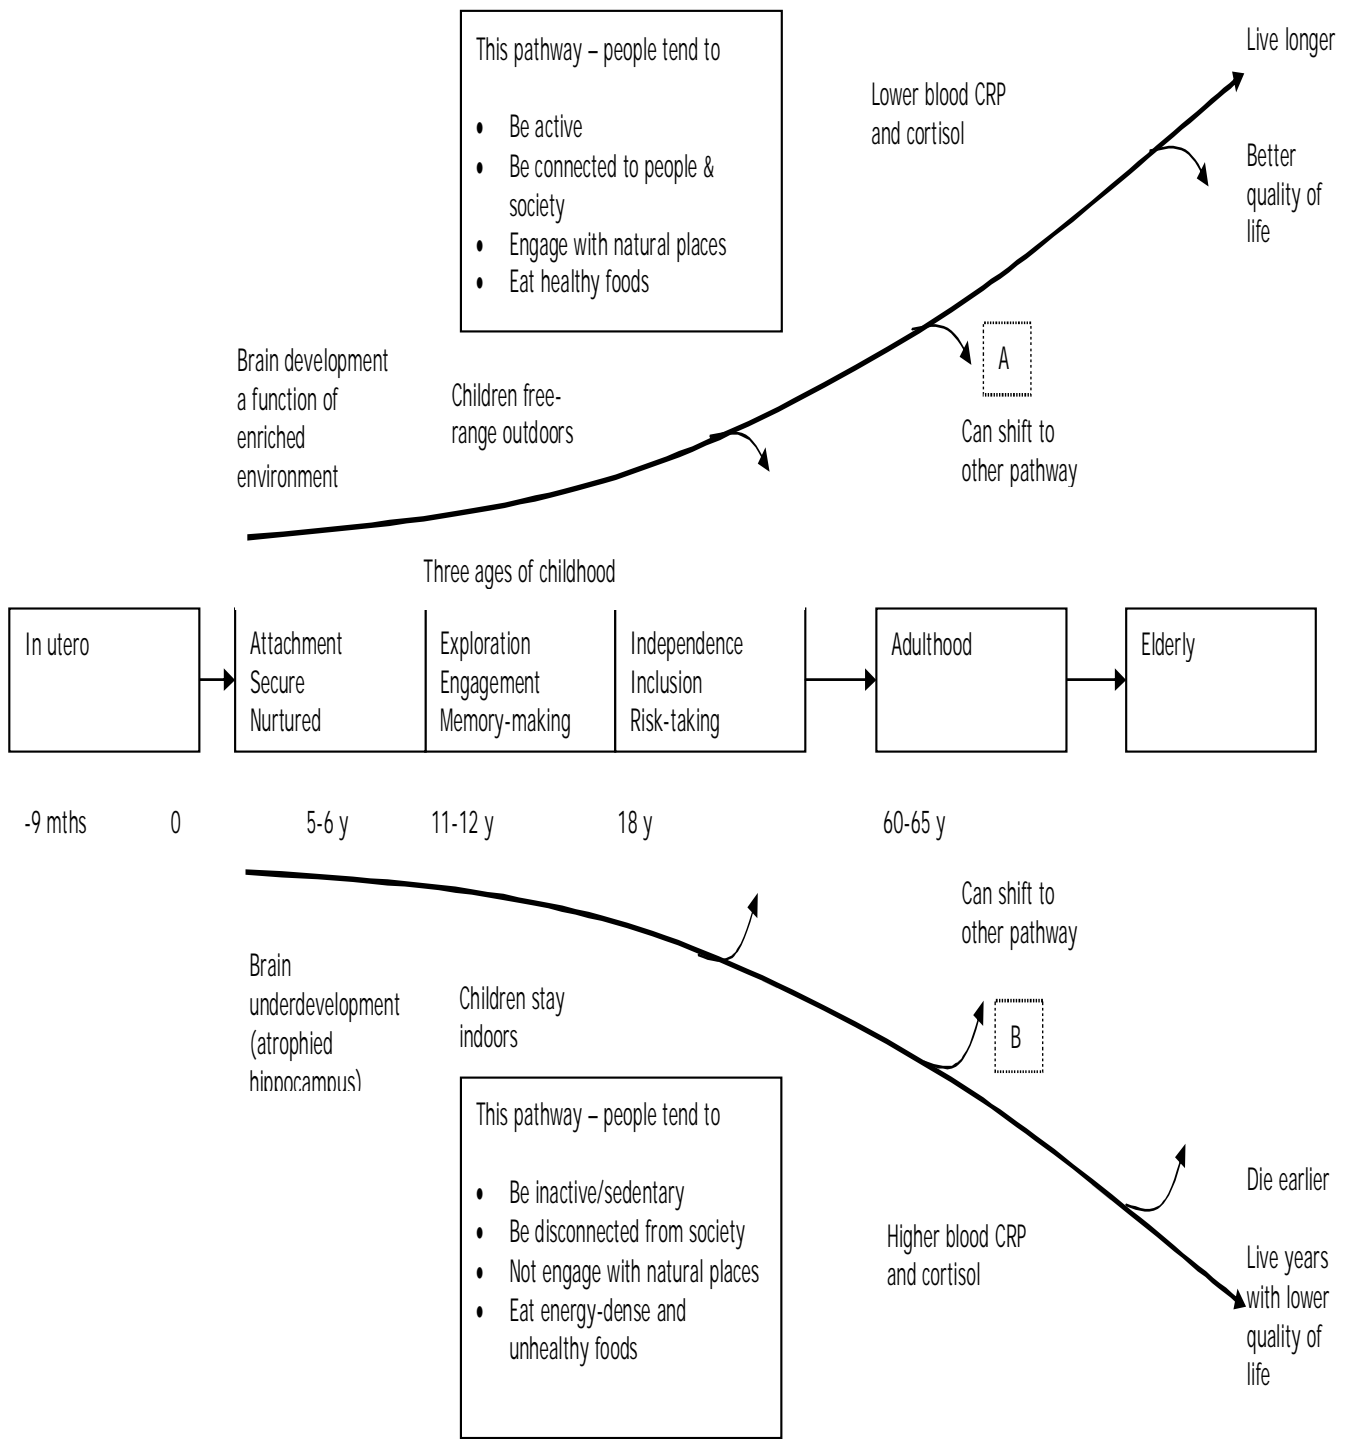 This pathway – people tend to
• Be active
• Be connected to people &
society
• Engage with natural places
• Eat healthy foods
Live longer
Lower blood CRP
and cortisol
Better
quality of
life
Brain development
a function of
enriched
environment
Children free-
range outdoors
A
Can shift to
other pathway
Three ages of childhood
In utero
Attachment
Secure
Nurtured
Exploration
Engagement
Memory-making
Independence
Inclusion
Risk-taking
Adulthood
Elderly
-9 mths
0
5-6 y
11-12 y
18 y
60-65 y
Can shift to
other pathway
Brain
underdevelopment
(atrophied
hippocampus)
Children stay
indoors
B
This pathway – people tend to
• Be inactive/sedentary
• Be disconnected from society
• Not engage with natural places
• Eat energy-dense and
unhealthy foods
Higher blood CRP
and cortisol
Die earlier
Live years
with lower
quality of
life